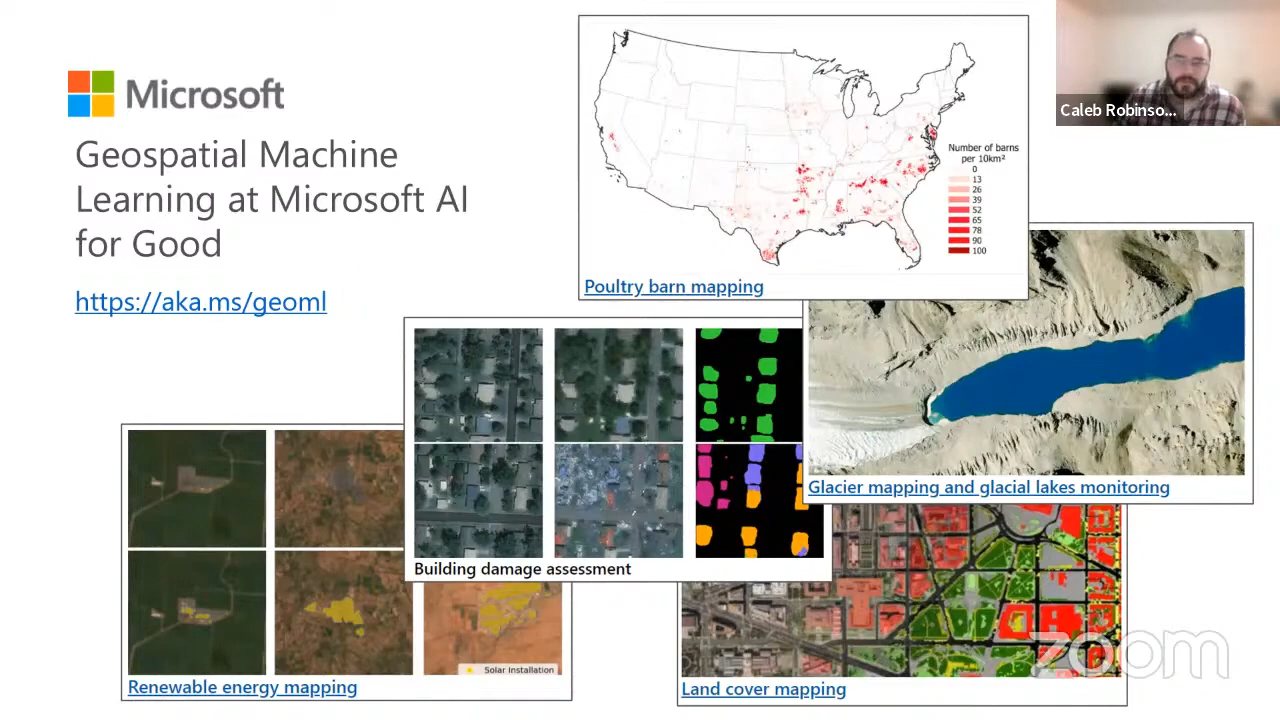 Microsoft
Geospatial Machine
Learning at Microsoft AI
for Good
https://aka.ms/geoml
Number of barns
per 10km²
0
13
26
39
52
65
78
90
100
Poultry barn mapping
Caleb Robinso...
Glacier mapping and glacial lakes monitoring
Building damage assessment
Solar Installation
Renewable energy mapping
Land cover mapping
zoom